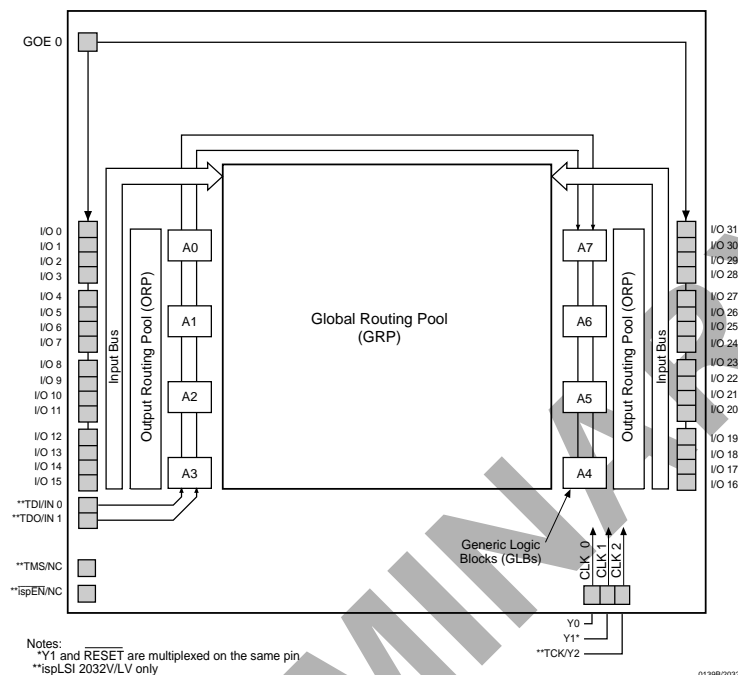 GOE 0
I/O 0
I/O 1
I/O 2
I/O 3
I/O 4
I/O 5
I/O 6
I/O 7
I/O 8
I/O 9
I/O 10
I/O 11
I/O 12
I/O 13
I/O 14
I/O 15
**TDI/IN 0
**TDO/IN 1
**TMS/NC
**ispEN/NC
Input Bus
Output Routing Pool (ORP)
A0
A1
A2
A3
Global Routing Pool
(GRP)
A7
A6
A5
A4
Generic Logic
Blocks (GLBs)
Output Routing Pool (ORP)
Input Bus
I/O 31
I/O 30
I/O 29
I/O 28
I/O 27
I/O 26
I/O 25
I/O 24
I/O 23
I/O 22
I/O 21
I/O 20
I/O 19
I/O 18
I/O 17
I/O 16
CLK 0
CLK 1
CLK 2
Y0
Y1*
**TCK/Y2
Notes:
*Y1 and RESET are multiplexed on the same pin
**ispLSI 2032V/LV only